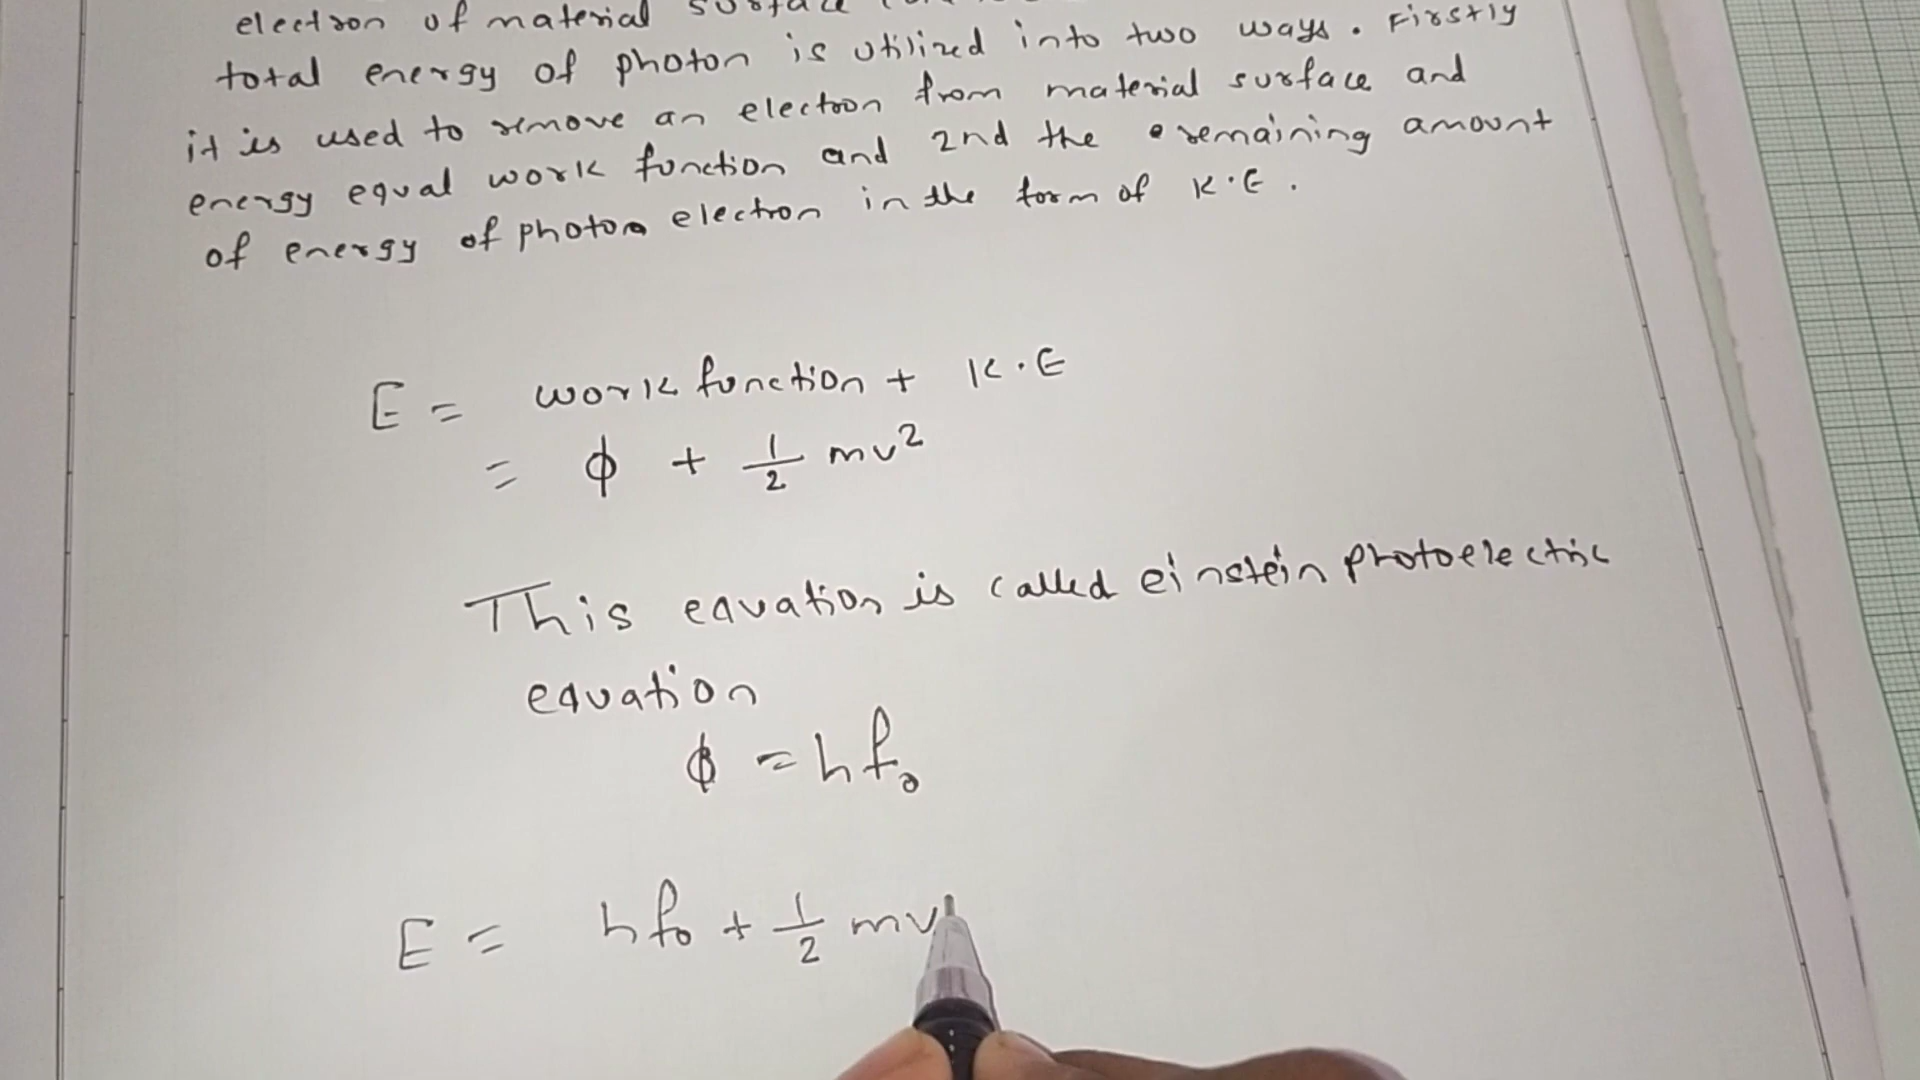 electron of material
total energy of photon is utilized into two ways. Firstly
it is used to remove an electron from material surface and
energy equal work function and 2nd the remaining amount
of energy of photon electron in the form of K.E.
E = work function + K.E
= ϕ + 1/2 mv²
This equation is called einstein photoelectric
equation
ϕ = hf₀
E = hf₀ + 1/2 mv